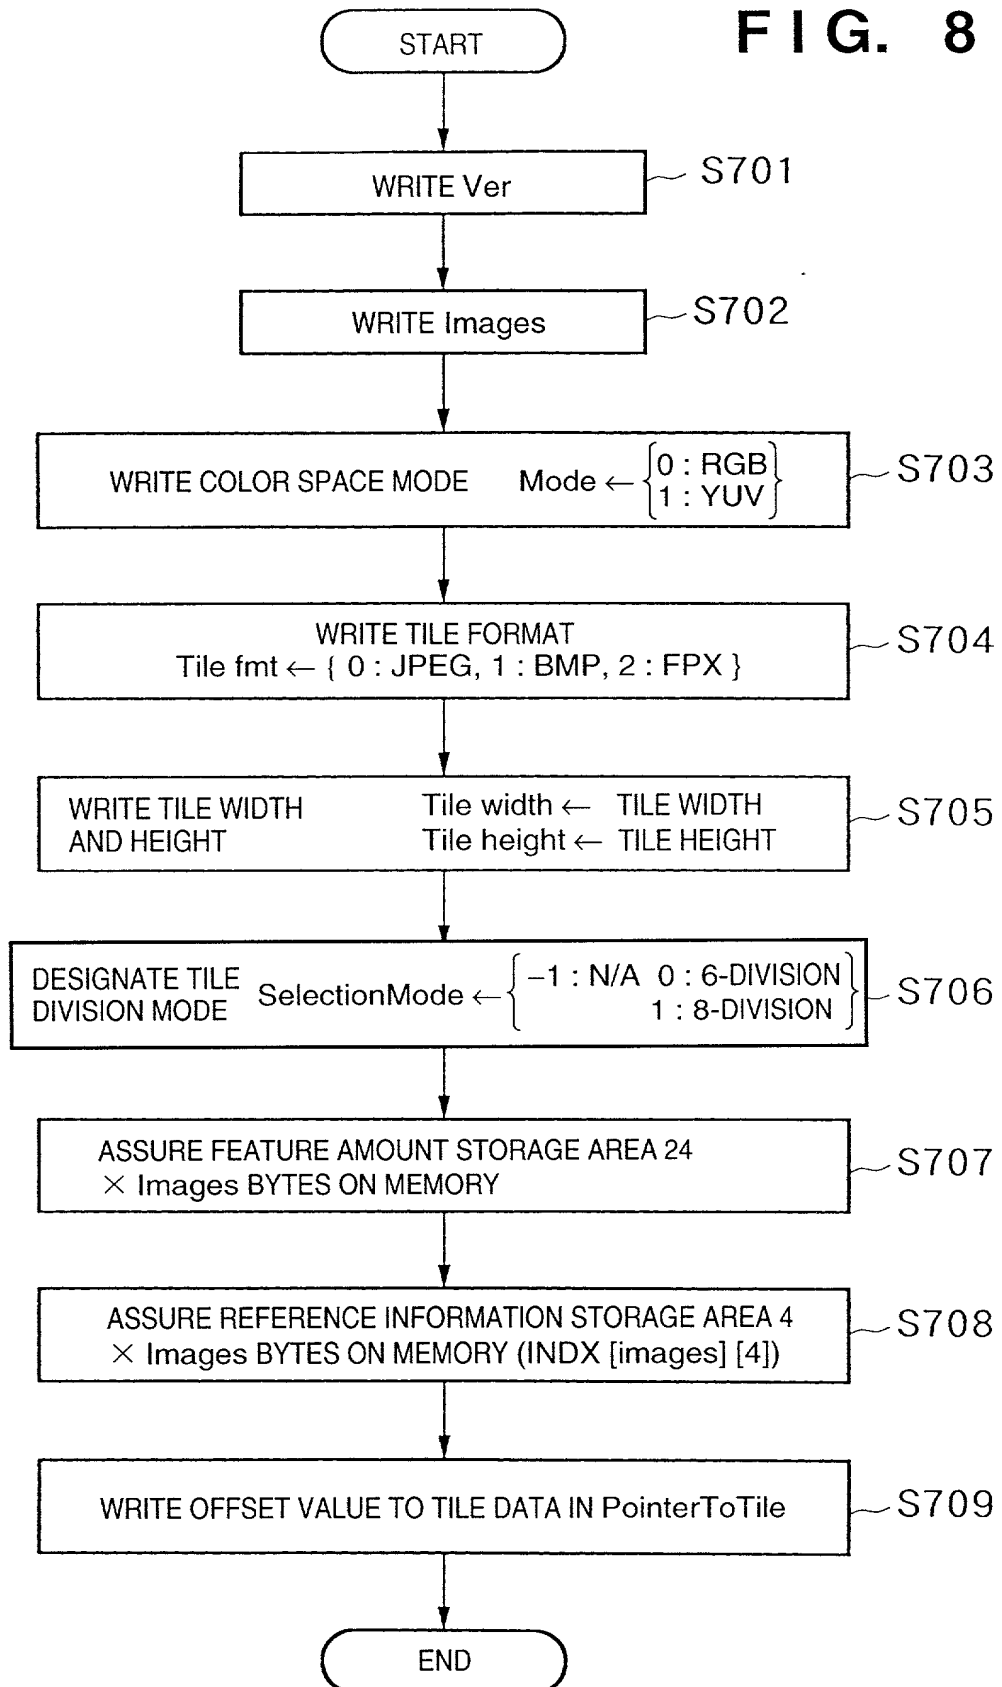 FIG. 8
START
WRITE Ver
S701
WRITE Images
S702
WRITE COLOR SPACE MODE Mode ← { 0 : RGB
1 : YUV }
S703
WRITE TILE FORMAT
Tile fmt ← { 0 : JPEG, 1 : BMP, 2 : FPX }
S704
WRITE TILE WIDTH
AND HEIGHT
Tile width ← TILE WIDTH
Tile height ← TILE HEIGHT
S705
DESIGNATE TILE
DIVISION MODE
SelectionMode ← { –1 : N/A 0 : 6-DIVISION
1 : 8-DIVISION }
S706
ASSURE FEATURE AMOUNT STORAGE AREA 24
× Images BYTES ON MEMORY
S707
ASSURE REFERENCE INFORMATION STORAGE AREA 4
× Images BYTES ON MEMORY (INDX [images] [4])
S708
WRITE OFFSET VALUE TO TILE DATA IN PointerToTile
S709
END